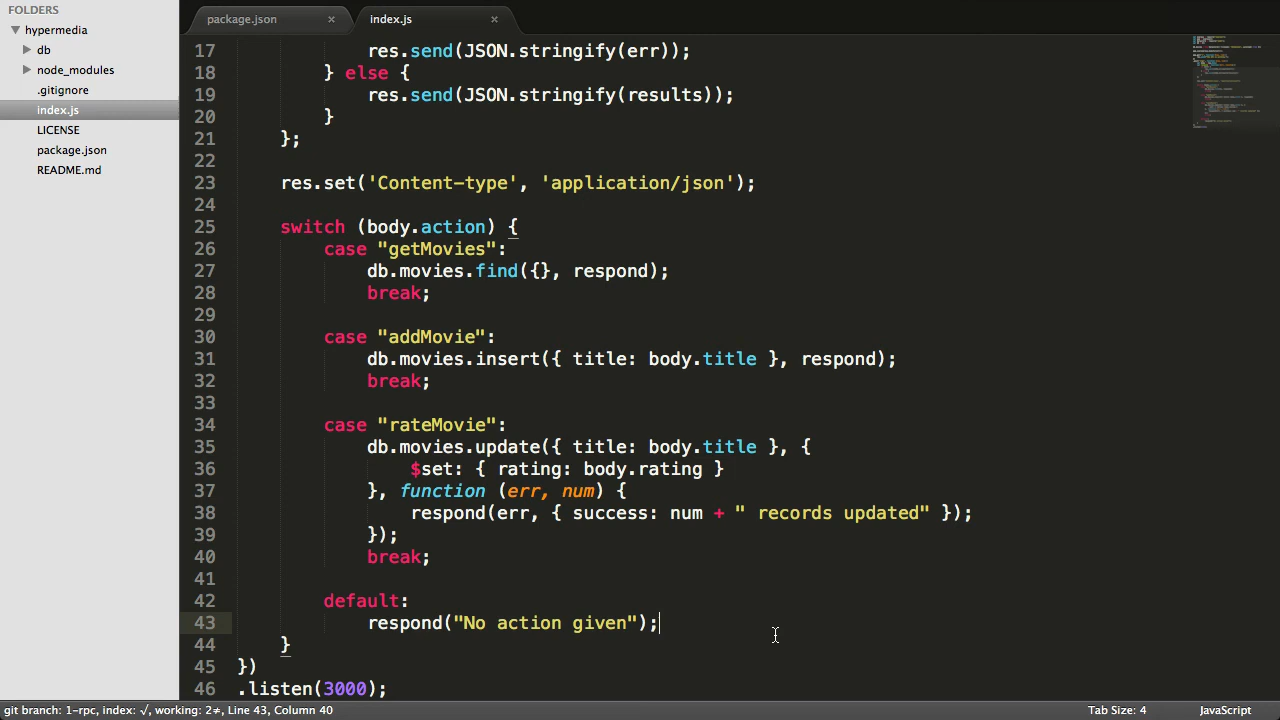 FOLDERS
hypermedia
db
node_modules
.gitignore
index.js
LICENSE
package.json
README.md
package.json ×
index.js ×
17 res.send(JSON.stringify(err));
18 } else {
19 res.send(JSON.stringify(results));
20 }
21 };
22
23 res.set('Content-type', 'application/json');
24
25 switch (body.action) {
26 case "getMovies":
27 db.movies.find({}, respond);
28 break;
29
30 case "addMovie":
31 db.movies.insert({ title: body.title }, respond);
32 break;
33
34 case "rateMovie":
35 db.movies.update({ title: body.title }, {
36 $set: { rating: body.rating }
37 }, function (err, num) {
38 respond(err, { success: num + " records updated" });
39 });
40 break;
41
42 default:
43 respond("No action given");
44 }
45 })
46 .listen(3000);
git branch: 1-rpc, index: √, working: 2≠, Line 43, Column 40
Tab Size: 4
JavaScript